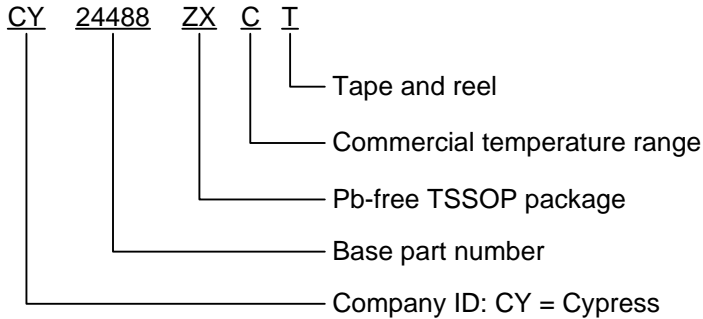 CY 24488 ZX C T
Tape and reel
Commercial temperature range
Pb-free TSSOP package
Base part number
Company ID: CY = Cypress